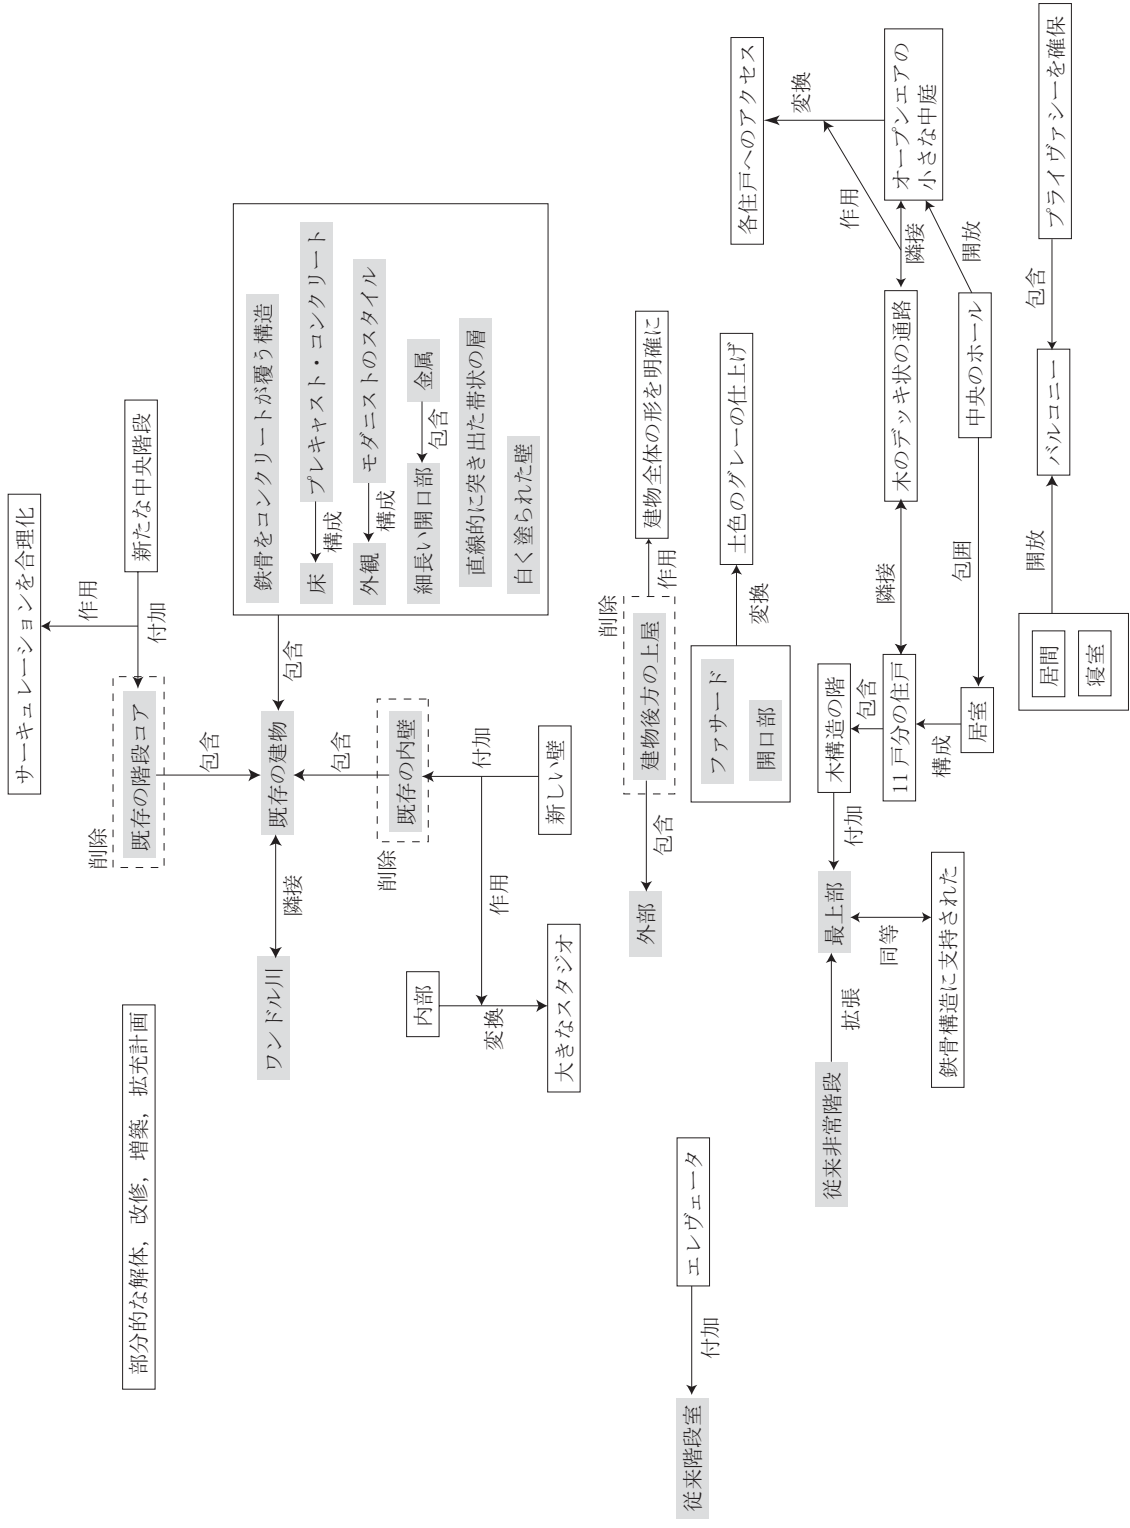 部分的な解体，改修，増築，拡充計画
サーキュレーションを合理化
作用
新たな中央階段
付加
削除
既存の階段コア
包含
ワンドル川
隣接
既存の建物
包含
鉄骨をコンクリートが覆う構造
床
構成
プレキャスト・コンクリート
外観
構成
モダニストのスタイル
細長い開口部
包含
金属
直線的に突き出た帯状の層
白く塗られた壁
包含
削除
既存の内壁
付加
新しい壁
作用
内部
変換
大きなスタジオ
外部
包含
削除
建物後方の上屋
作用
建物全体の形を明確に
従来階段室
付加
エレヴェータ
ファサード
開口部
変換
土色のグレーの仕上げ
従来非常階段
拡張
最上部
付加
木構造の階
同等
鉄骨構造に支持された
包含
11戸分の住戸
隣接
木のデッキ状の通路
隣接
オープンエアの
小さな中庭
作用
変換
各住戸へのアクセス
構成
居室
包囲
中央のホール
開放
居間
寝室
開放
バルコニー
包含
プライヴァシーを確保